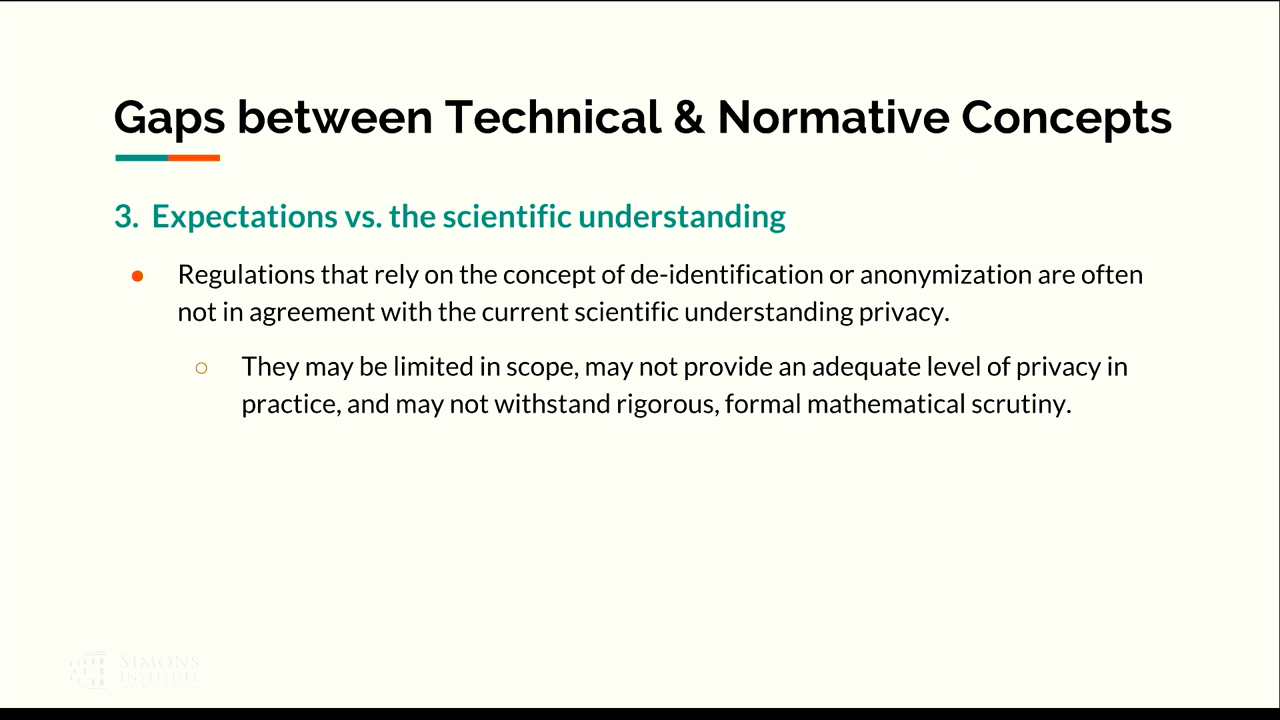 Gaps between Technical & Normative Concepts
3. Expectations vs. the scientific understanding
● Regulations that rely on the concept of de-identification or anonymization are often
not in agreement with the current scientific understanding privacy.
○ They may be limited in scope, may not provide an adequate level of privacy in
practice, and may not withstand rigorous, formal mathematical scrutiny.
SIMONS
INSTITUTE